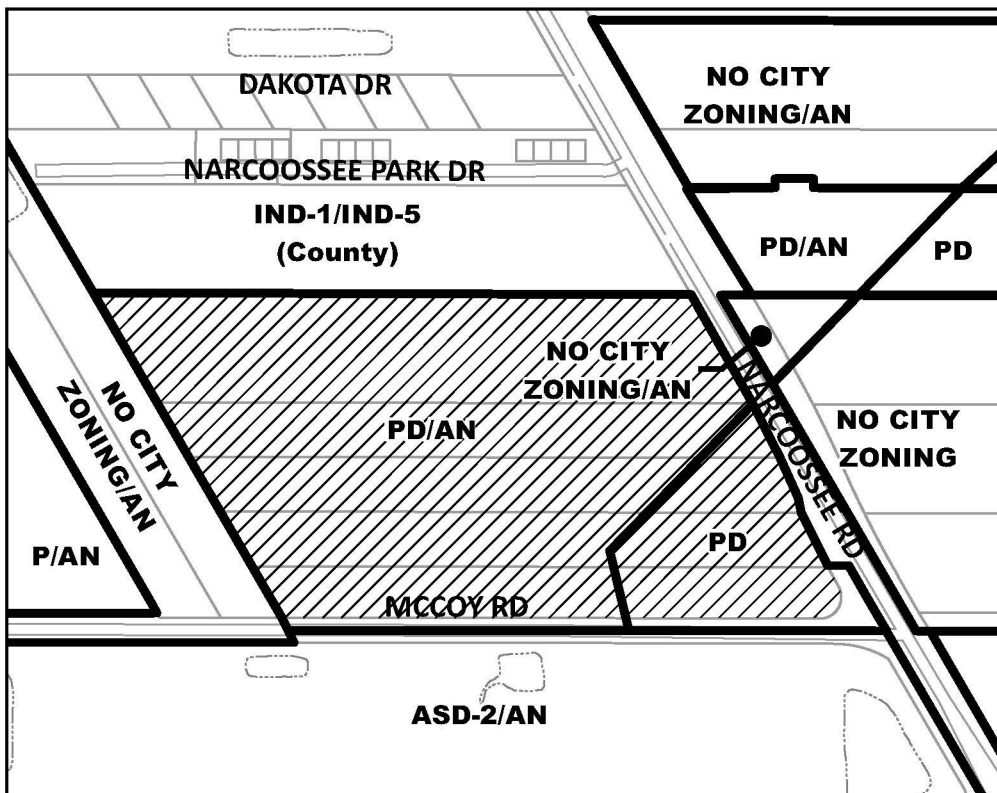 DAKOTA DR
NO CITY
ZONING/AN
NARCOOSSEE PARK DR
IND-1/IND-5
(County)
PD/AN
PD
NO CITY
ZONING/AN
NARCOOSSEE RD
NO CITY
ZONING
NO CITY
ZONING/AN
PD/AN
P/AN
PD
MCCOY RD
ASD-2/AN